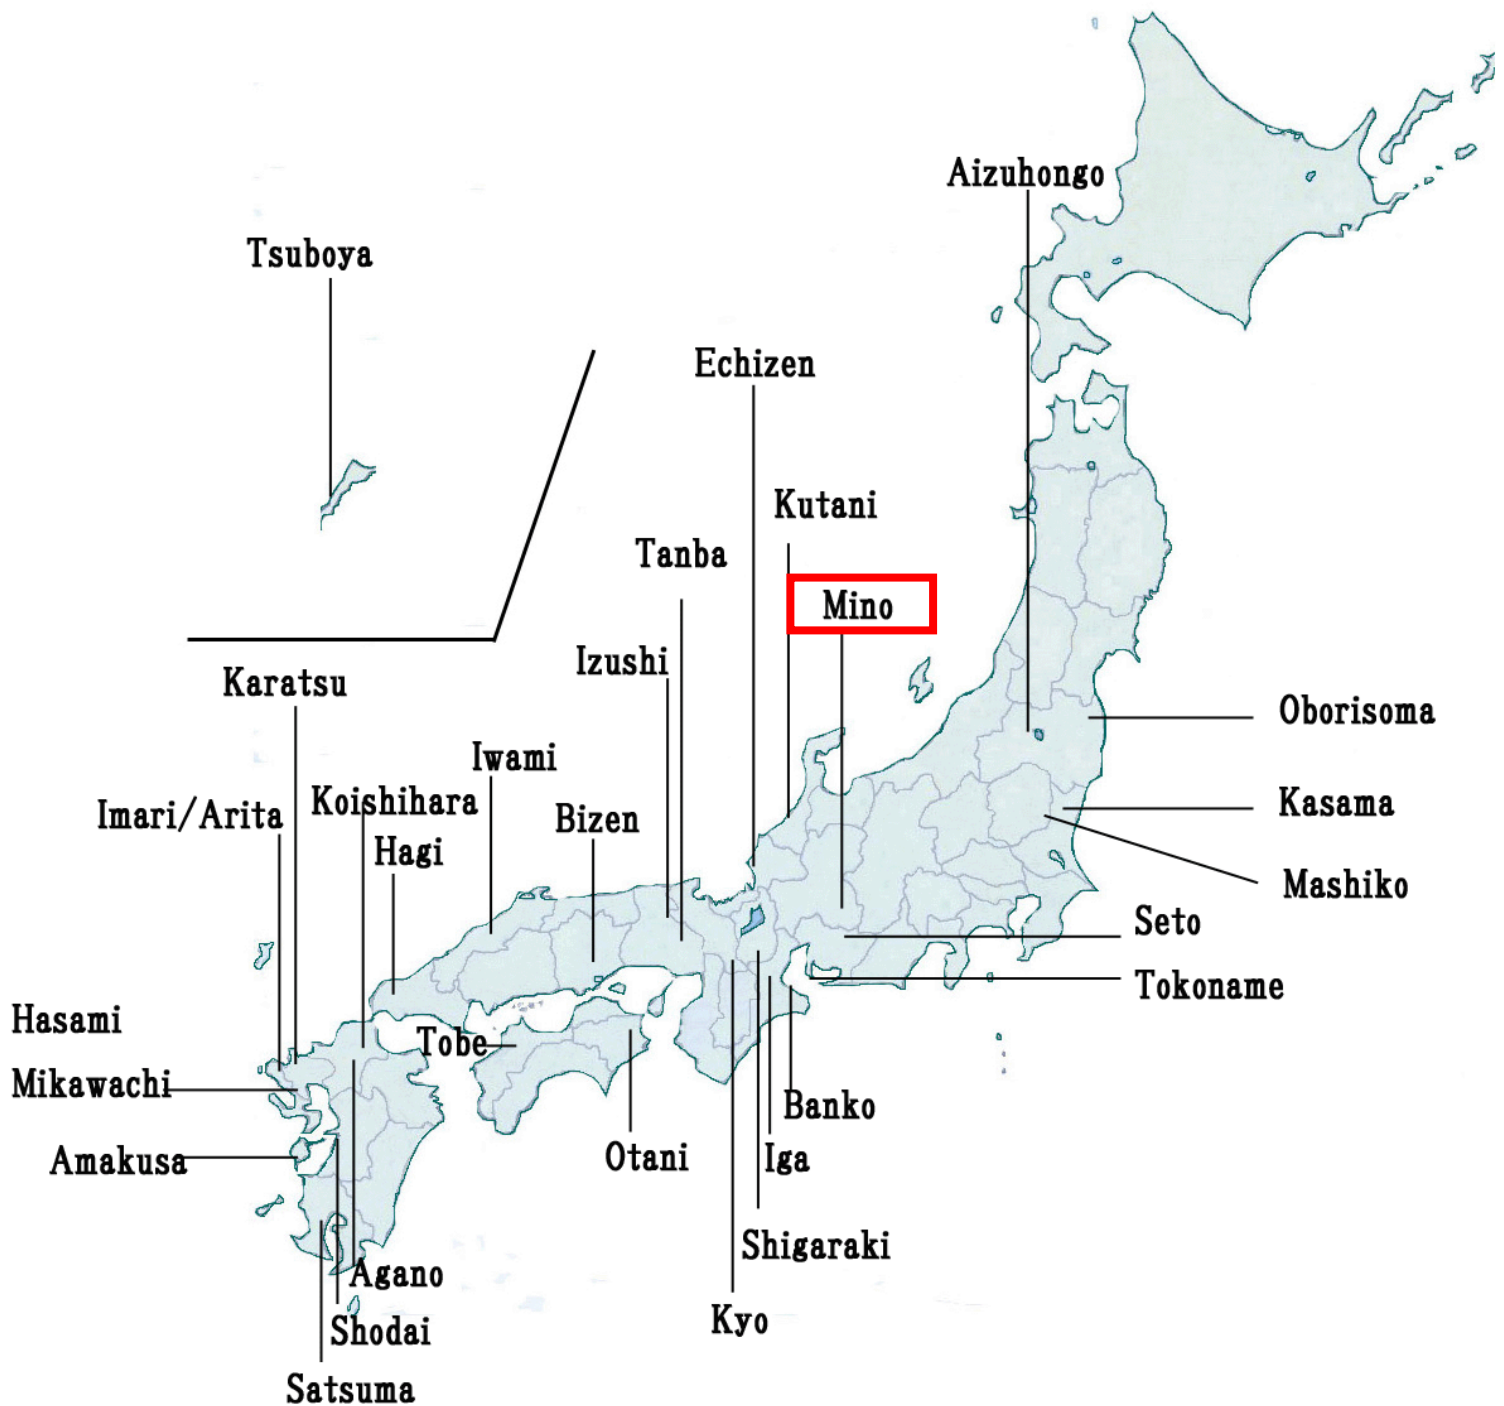 Aizuhongo
Tsuboya
Echizen
Kutani
Tanba
Mino
Izushi
Karatsu
Oborisoma
Iwami
Koishihara
Kasama
Imari/Arita
Bizen
Hagi
Mashiko
Seto
Tokoname
Hasami
Tobe
Mikawachi
Banko
Amakusa
Otani
Iga
Shigaraki
Agano
Kyo
Shodai
Satsuma